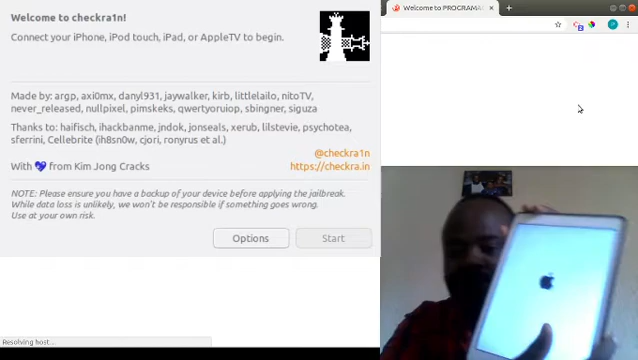 Welcome to checkra1n!
Connect your iPhone, iPod touch, iPad, or AppleTV to begin.
Made by: argp, axi0mx, danyl931, jaywalker, kirb, littlelailo, nitoTV,
never_released, nullpixel, pimskeks, qwertyoruiop, sbingner, siguza
Thanks to: haifisch, ihackbanme, jndok, jonseals, xerub, lilstevie, psychotea,
sferrini, Cellebrite (ih8sn0w, cjori, ronyrus et al.)
@checkra1n
With 💙 from Kim Jong Cracks
https://checkra.in
NOTE: Please ensure you have a backup of your device before applying the jailbreak.
While data loss is unlikely, we won't be responsible if something goes wrong.
Use at your own risk.
Options
Start
Resolving host...
Welcome to PROGRAMA